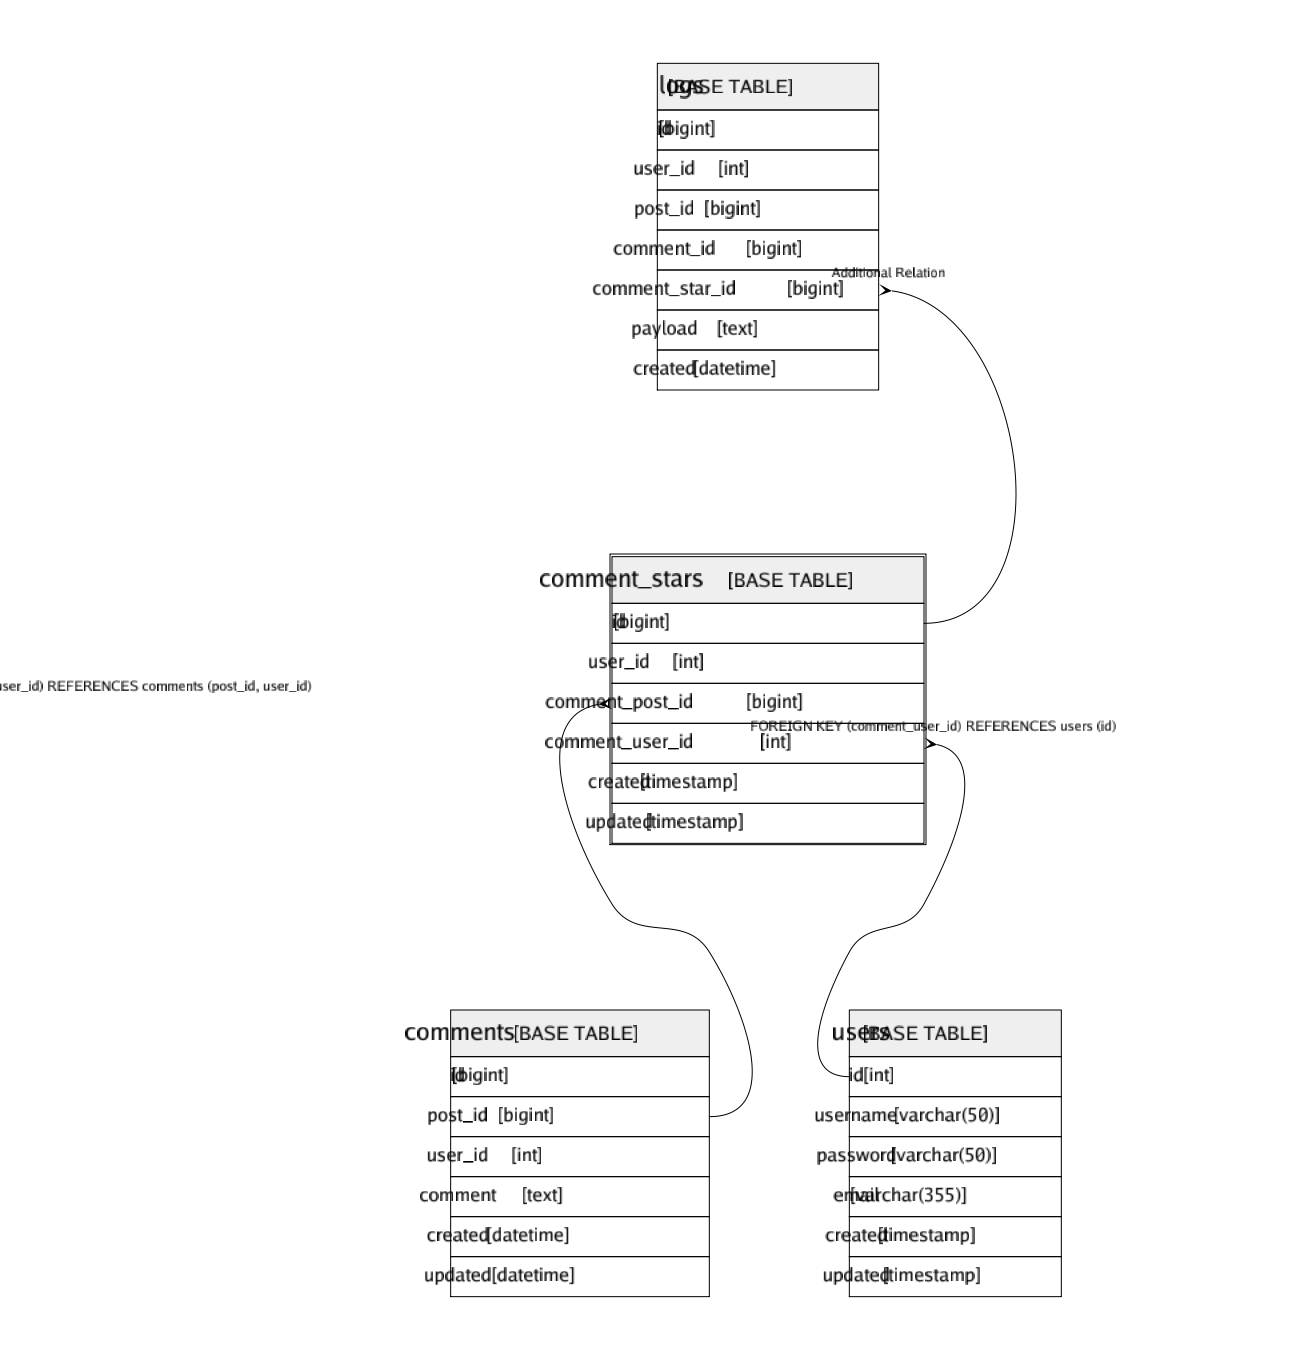 logs [BASE TABLE]
id [bigint]
user_id [int]
post_id [bigint]
comment_id [bigint]
Additional Relation
comment_star_id [bigint]
payload [text]
created [datetime]
comment_stars [BASE TABLE]
id [bigint]
user_id [int]
user_id) REFERENCES comments (post_id, user_id)
comment_post_id [bigint]
FOREIGN KEY (comment_user_id) REFERENCES users (id)
comment_user_id [int]
created [timestamp]
updated [timestamp]
comments [BASE TABLE]
id [bigint]
post_id [bigint]
user_id [int]
comment [text]
created [datetime]
updated [datetime]
users [BASE TABLE]
id [int]
username [varchar(50)]
password [varchar(50)]
email [varchar(355)]
created [timestamp]
updated [timestamp]